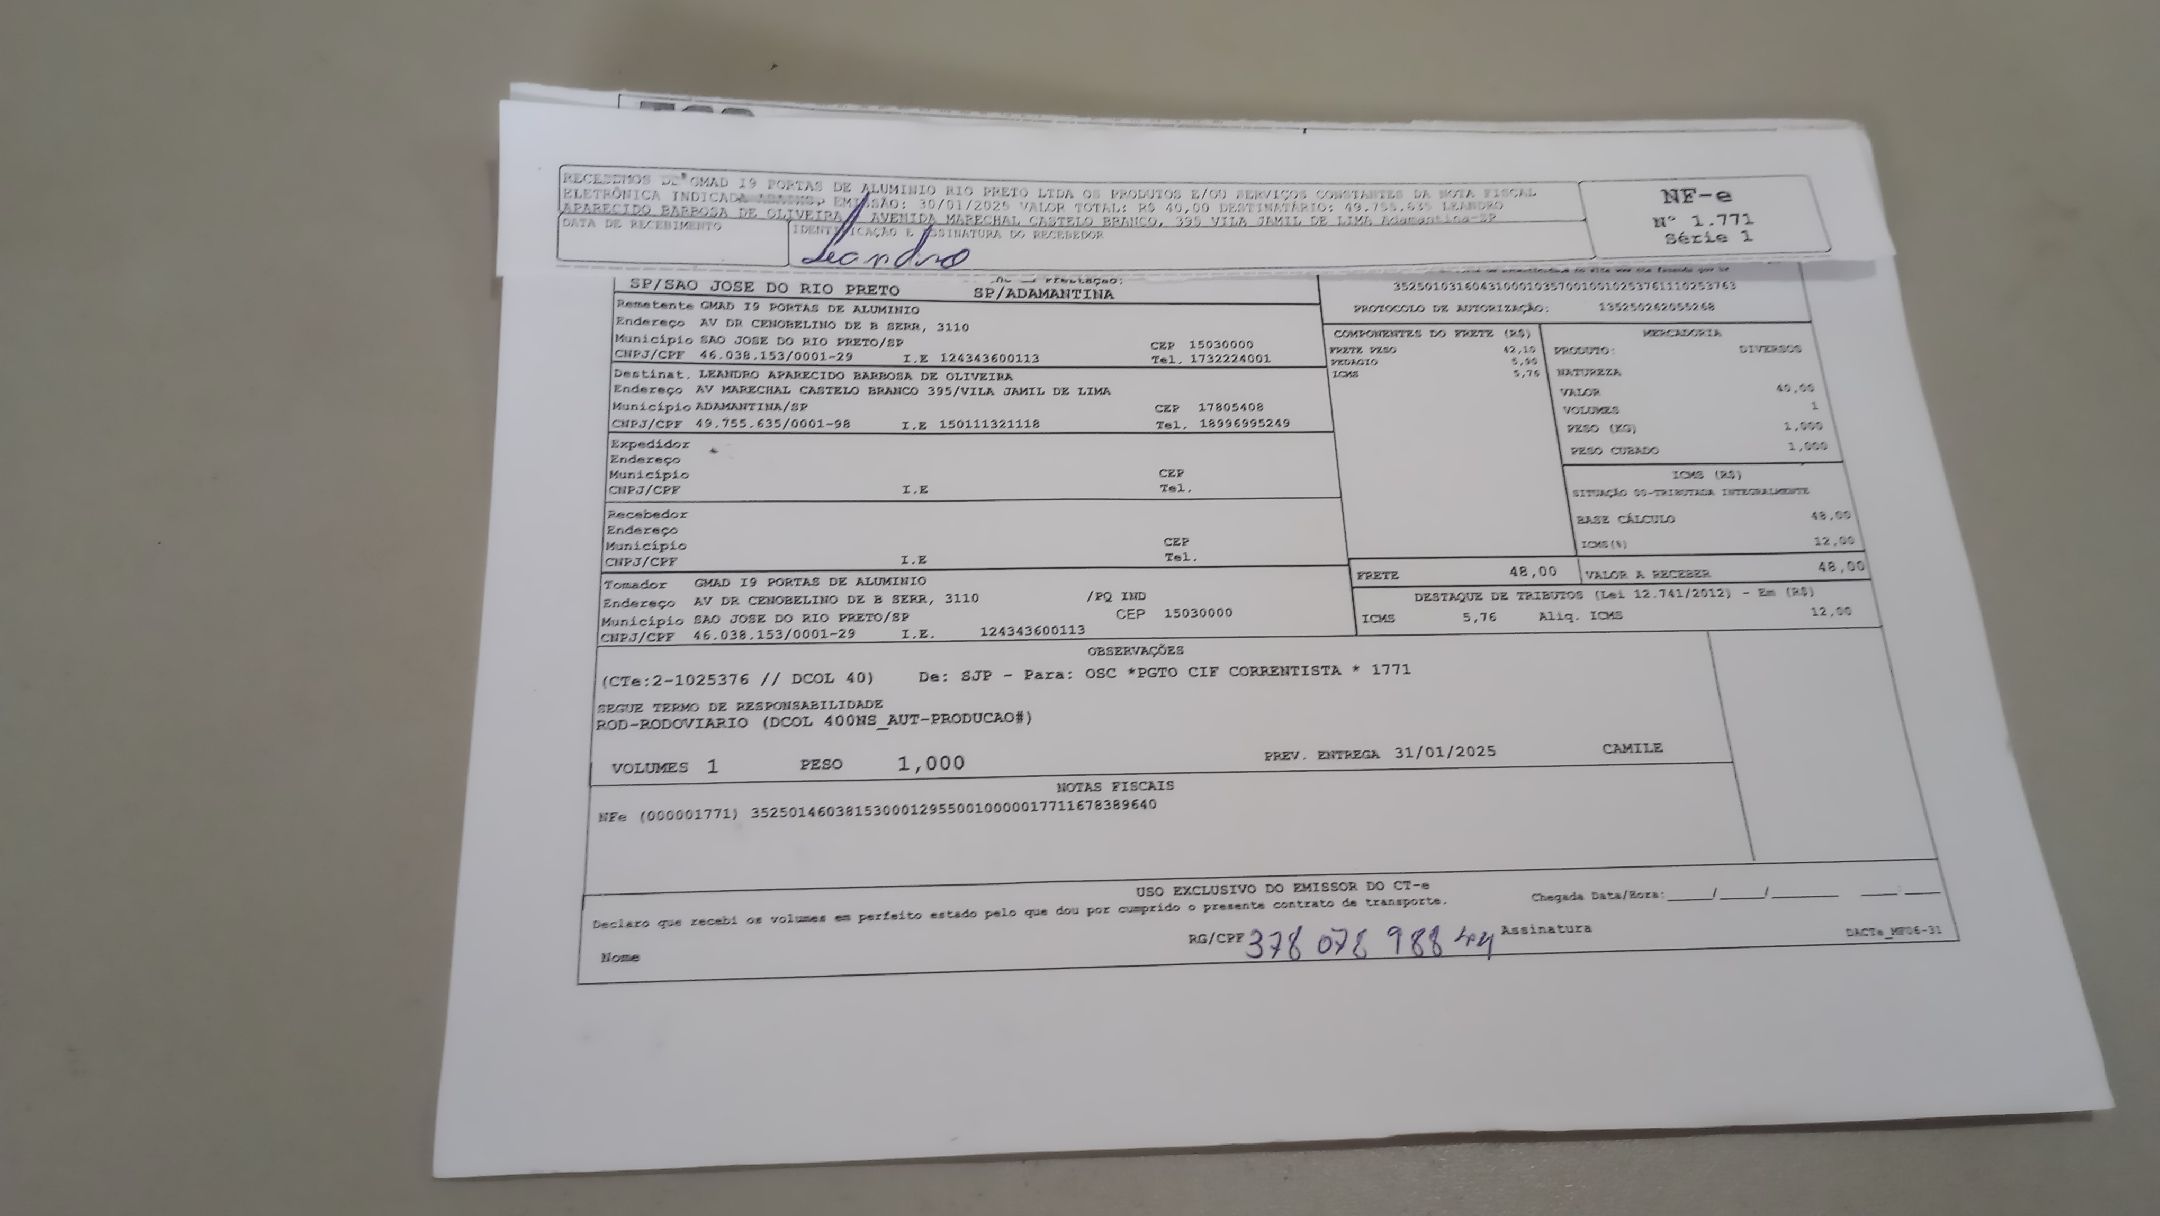 RECEBEMOS DE GMAD I9 PORTAS DE ALUMINIO RIO PRETO LTDA OS PRODUTOS E/OU SERVIÇOS CONSTANTES DA NOTA FISCAL
ELETRÔNICA INDICADA EMISSÃO: 30/01/2025 VALOR TOTAL: R$ 40,00 DESTINATÁRIO: 49.755.635 LEANDRO
APARECIDO BARBOSA DE OLIVEIRA AVENIDA MARECHAL CASTELO BRANCO, 395 VILA JAMIL DE LIMA Adamantina-SP
DATA DE RECEBIMENTO
IDENTIFICAÇÃO E ASSINATURA DO RECEBEDOR
Leandro
NF-e
Nº 1.771
Série 1
SP/SAO JOSE DO RIO PRETO SP/ADAMANTINA
Remetente GMAD I9 PORTAS DE ALUMINIO
Endereço AV DR CENOBELINO DE B SERR, 3110
Município SAO JOSE DO RIO PRETO/SP CEP 15030000
CNPJ/CPF 46.038.153/0001-29 I.E 124343600113 Tel. 1732224001
Destinat. LEANDRO APARECIDO BARBOSA DE OLIVEIRA
Endereço AV MARECHAL CASTELO BRANCO 395/VILA JAMIL DE LIMA
Município ADAMANTINA/SP CEP 17805408
CNPJ/CPF 49.755.635/0001-98 I.E 150111321118 Tel. 18996995249
Expedidor
Endereço
Município CEP
CNPJ/CPF I.E Tel.
Recebedor
Endereço
Município CEP
CNPJ/CPF I.E Tel.
Tomador GMAD I9 PORTAS DE ALUMINIO
Endereço AV DR CENOBELINO DE B SERR, 3110 /PQ IND
Município SAO JOSE DO RIO PRETO/SP CEP 15030000
CNPJ/CPF 46.038.153/0001-29 I.E. 124343600113
PROTOCOLO DE AUTORIZAÇÃO: 135250262055268
COMPONENTES DO FRETE (R$)
FRETE PESO 42,10
PEDAGIO
ICMS 5,76
MERCADORIA
PRODUTO: DIVERSOS
NATUREZA
VALOR 40,00
VOLUMES 1
PESO (KG) 1,000
PESO CUBADO 1,000
ICMS (R$)
SITUAÇÃO 00-TRIBUTADA INTEGRALMENTE
BASE CÁLCULO 48,00
ICMS(%) 12,00
FRETE 48,00 VALOR A RECEBER 48,00
DESTAQUE DE TRIBUTOS (Lei 12.741/2012) - Em (R$)
ICMS 5,76 Aliq. ICMS 12,00
OBSERVAÇÕES
(CTe:2-1025376 // DCOL 40) De: SJP - Para: OSC *PGTO CIF CORRENTISTA * 1771
SEGUE TERMO DE RESPONSABILIDADE
ROD-RODOVIARIO (DCOL 400NS_AUT-PRODUCAO#)
VOLUMES 1 PESO 1,000 PREV. ENTREGA 31/01/2025 CAMILE
NOTAS FISCAIS
NFe (000001771) 35250146038153000129550010000017711678389640
USO EXCLUSIVO DO EMISSOR DO CT-e
Declaro que recebi os volumes em perfeito estado pelo que dou por cumprido o presente contrato de transporte.
Chegada Data/Hora:____/____/______ ___:___
Nome RG/CPF 378 078 988 44 Assinatura
DACTe_MF06-31